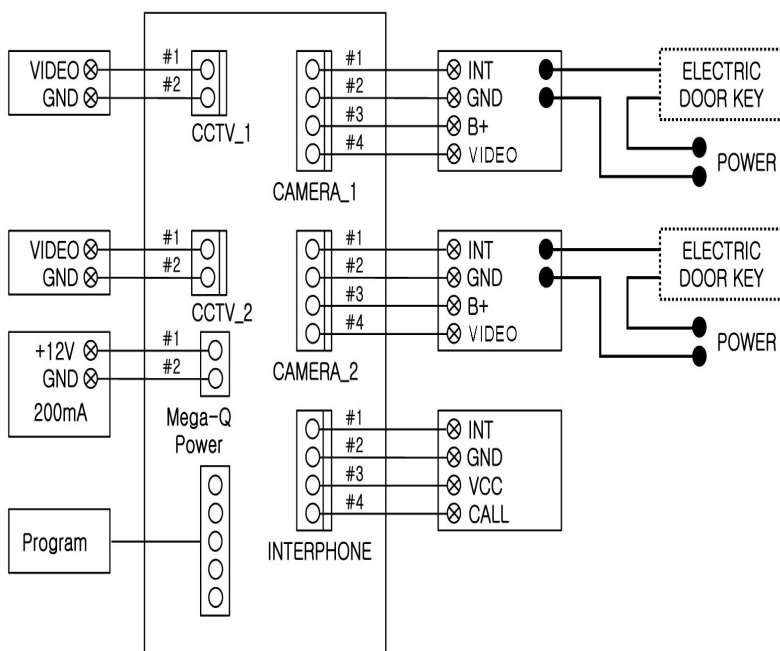 VIDEO
GND
#1
#2
CCTV_1
#1
#2
#3
#4
CAMERA_1
INT
GND
B+
VIDEO
ELECTRIC
DOOR KEY
POWER
VIDEO
GND
#1
#2
CCTV_2
#1
#2
#3
#4
CAMERA_2
INT
GND
B+
VIDEO
ELECTRIC
DOOR KEY
POWER
+12V
GND
200mA
#1
#2
Mega-Q
Power
#1
#2
#3
#4
INTERPHONE
INT
GND
VCC
CALL
Program